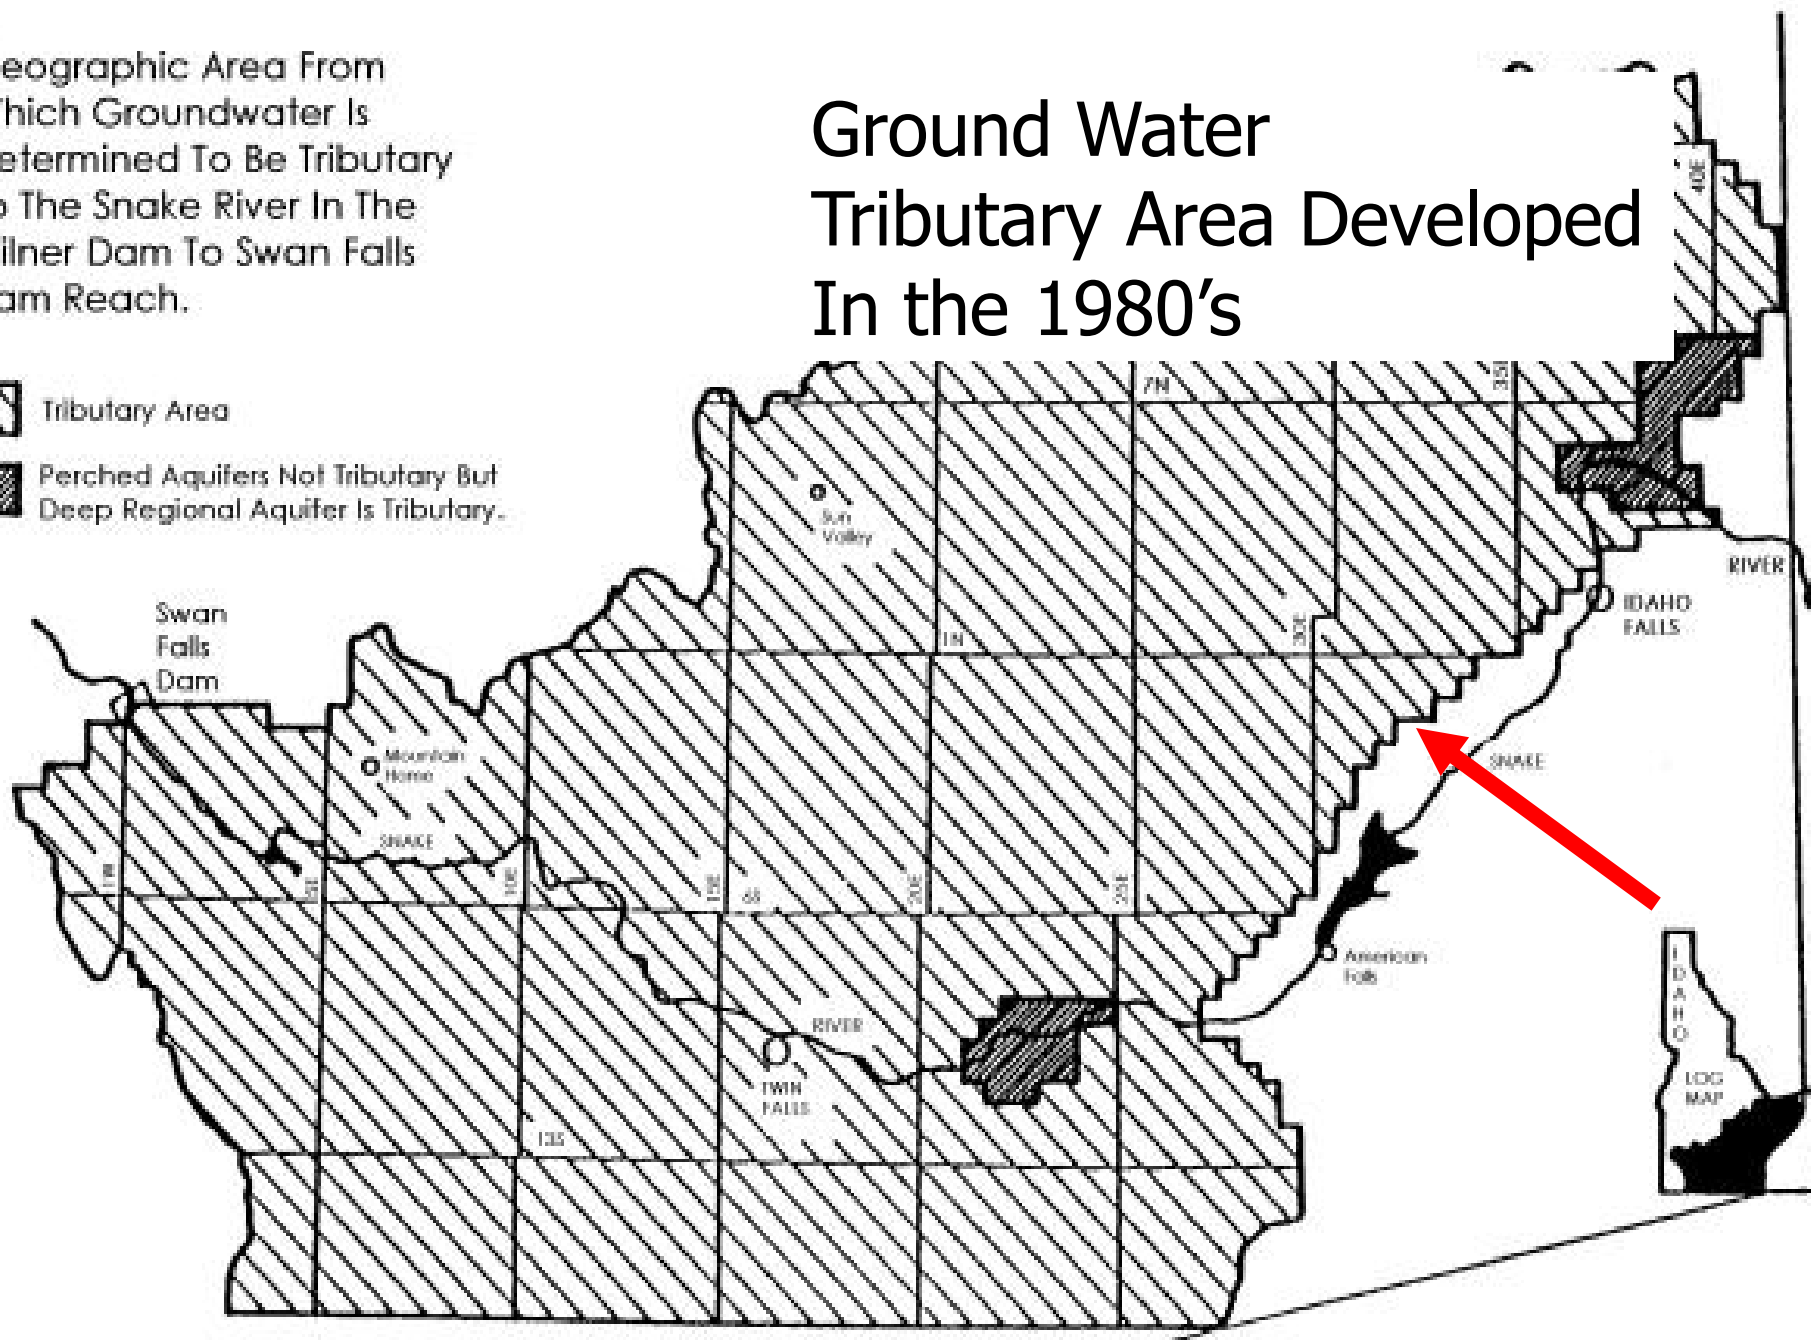 eographic Area From
hich Groundwater Is
etermined To Be Tributary
o The Snake River In The
ilner Dam To Swan Falls
am Reach.
Ground Water
Tributary Area Developed
In the 1980’s
Tributary Area
Perched Aquifers Not Tributary But
Deep Regional Aquifer Is Tributary.
40E
7N
35E
Sun
Valley
RIVER
IDAHO
FALLS
Swan
Falls
Dam
1N
30E
Mountain
Home
SNAKE
SNAKE
1W
5E
10E
15E
6S
20E
25E
American
Falls
IDAHO
LOC
MAP
RIVER
TWIN
FALLS
13S